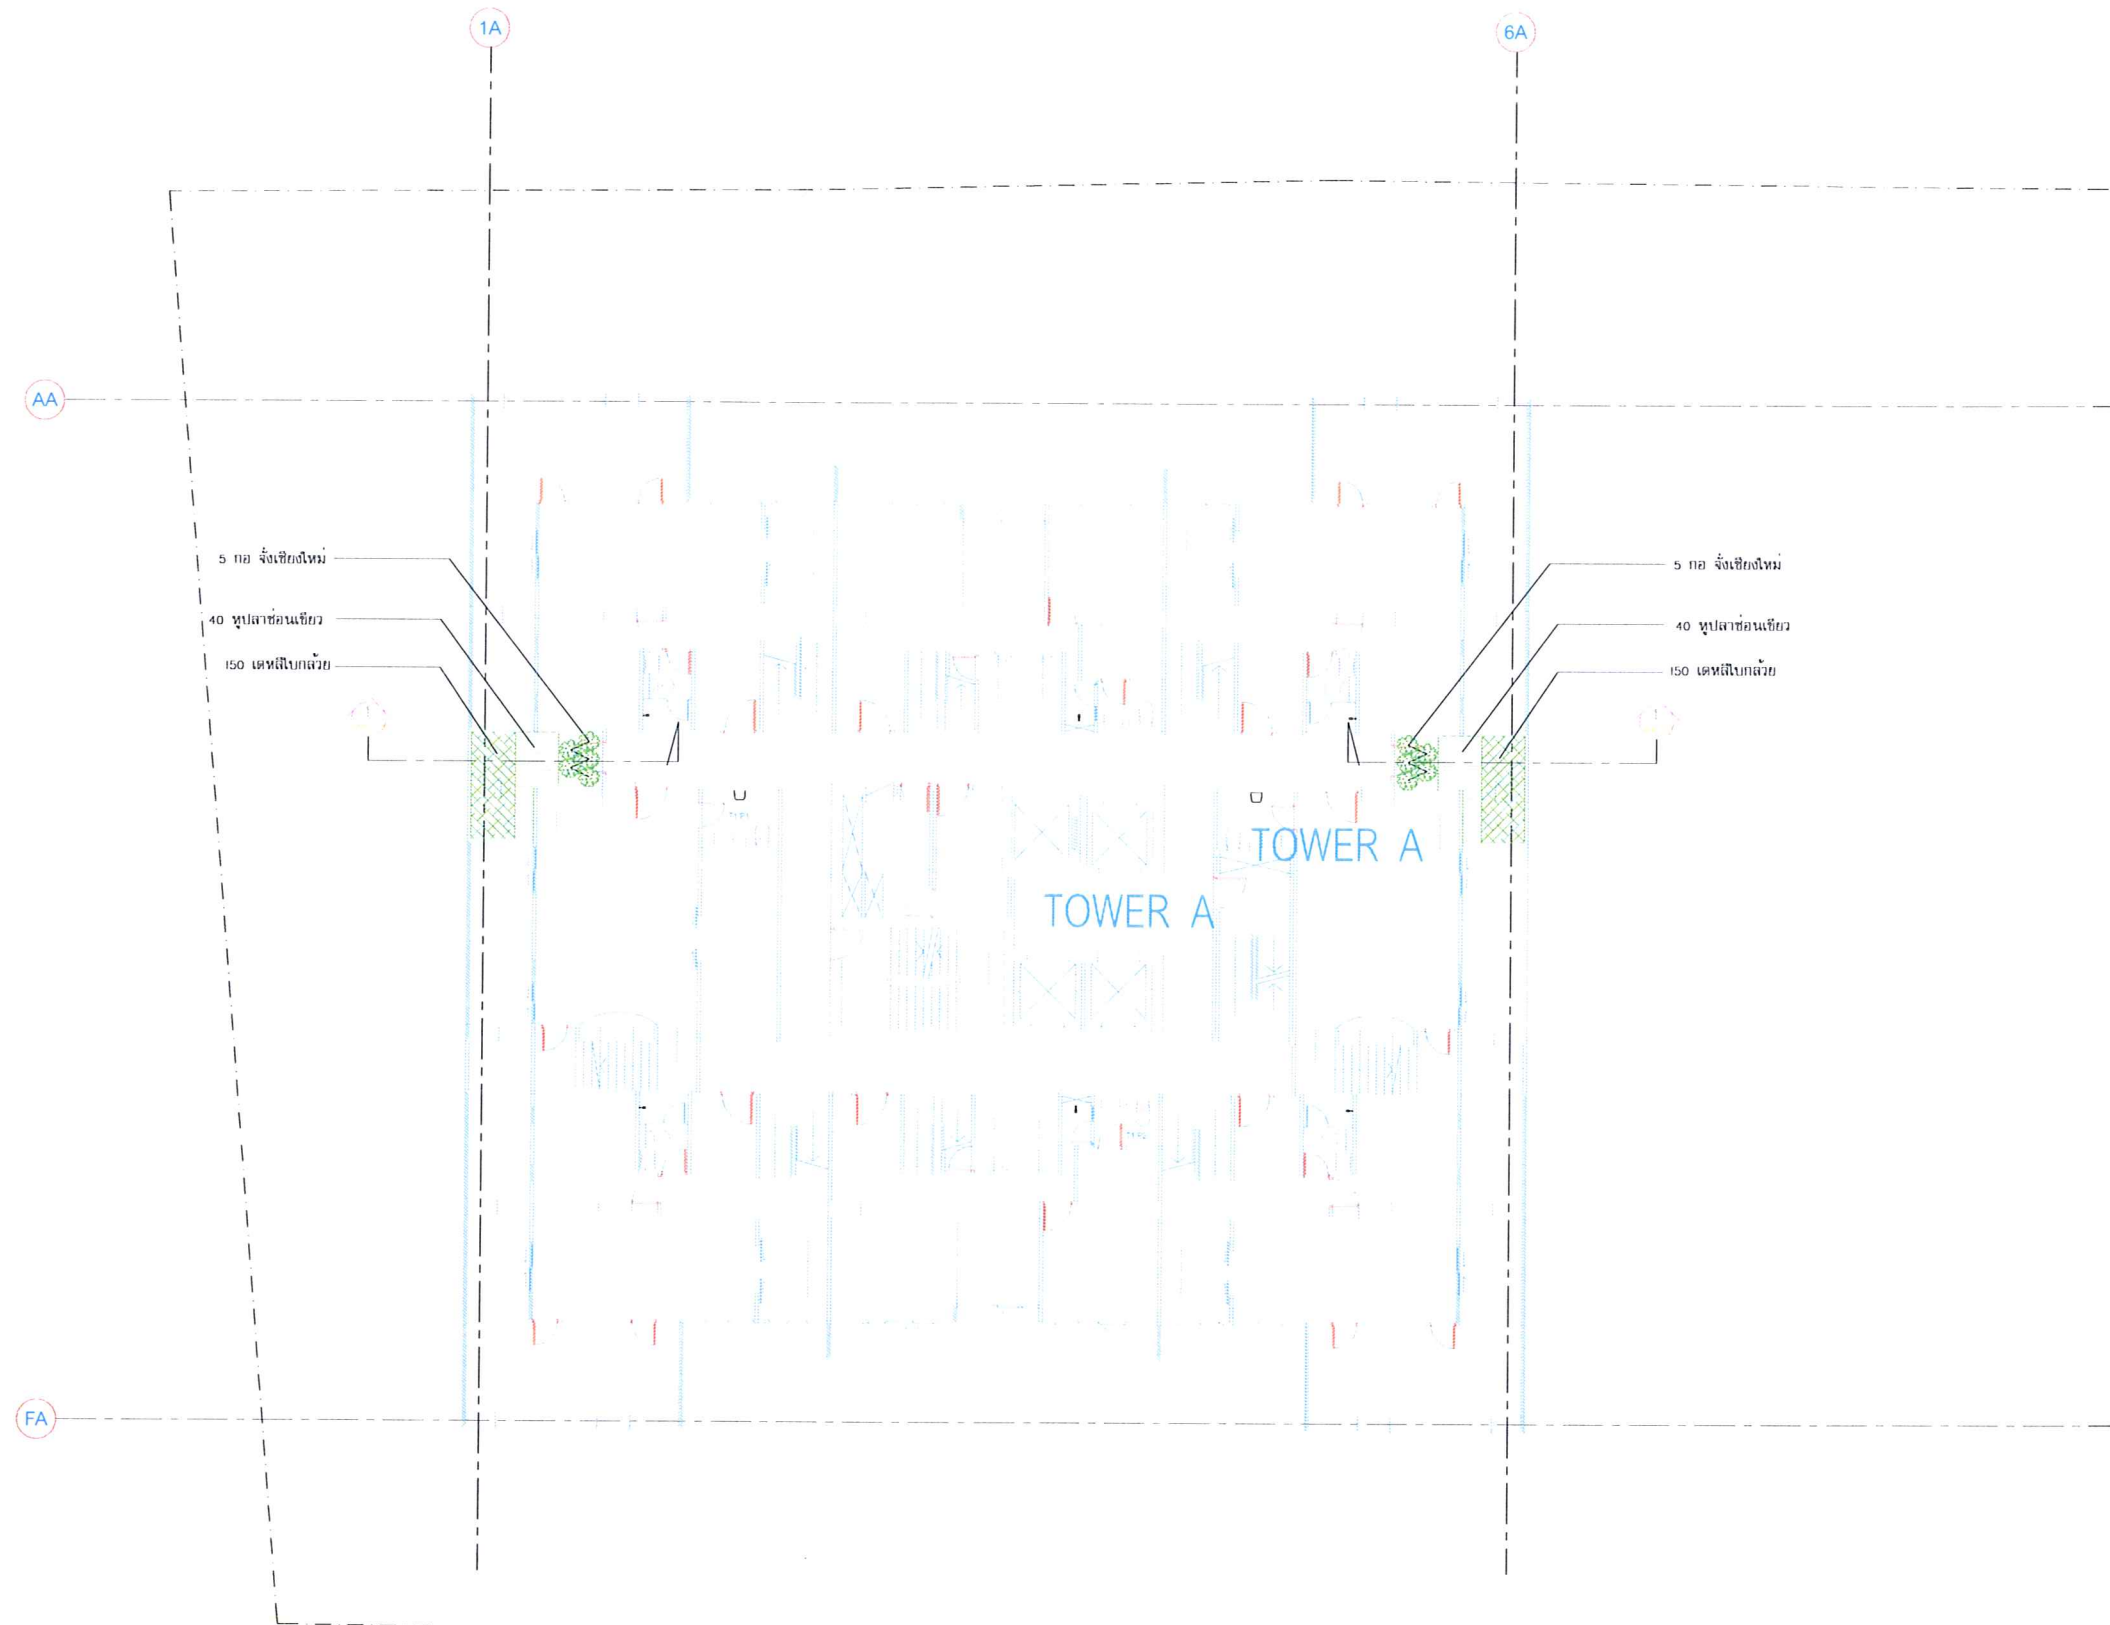 1A
6A
AA
5 กอ จั๋งเชียงใหม่
5 กอ จั๋งเชียงใหม่
40 หูปลาช่อนเขียว
40 หูปลาช่อนเขียว
150 เดหลีใบกล้วย
150 เดหลีใบกล้วย
TOWER A
TOWER A
FA